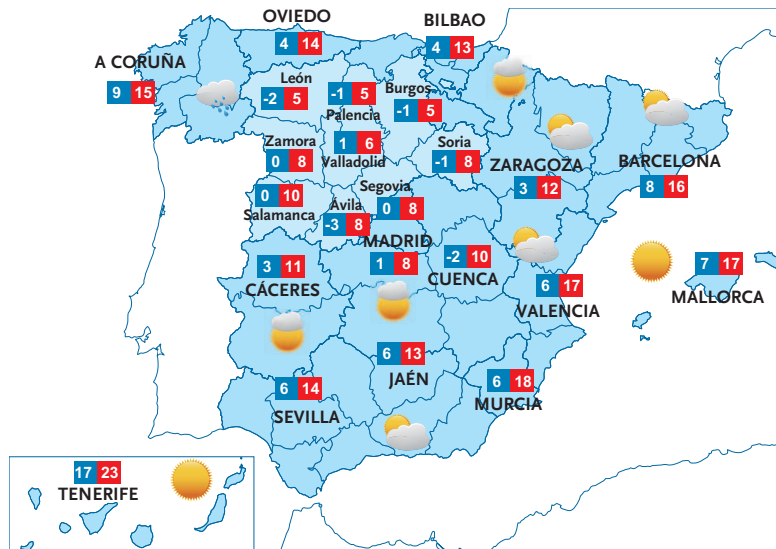 OVIEDO
4 14
BILBAO
4 13
A CORUÑA
9 15
León
-2 5
-1 5
Palencia
Burgos
-1 5
Zamora
0 8
1 6
Valladolid
Soria
-1 8
ZARAGOZA
3 12
BARCELONA
8 16
0 10
Salamanca
Ávila
-3 8
Segovia
0 8
MADRID
1 8
-2 10
CUENCA
3 11
CÁCERES
6 17
VALENCIA
7 17
MALLORCA
6 13
JAÉN
6 14
SEVILLA
6 18
MURCIA
17 23
TENERIFE